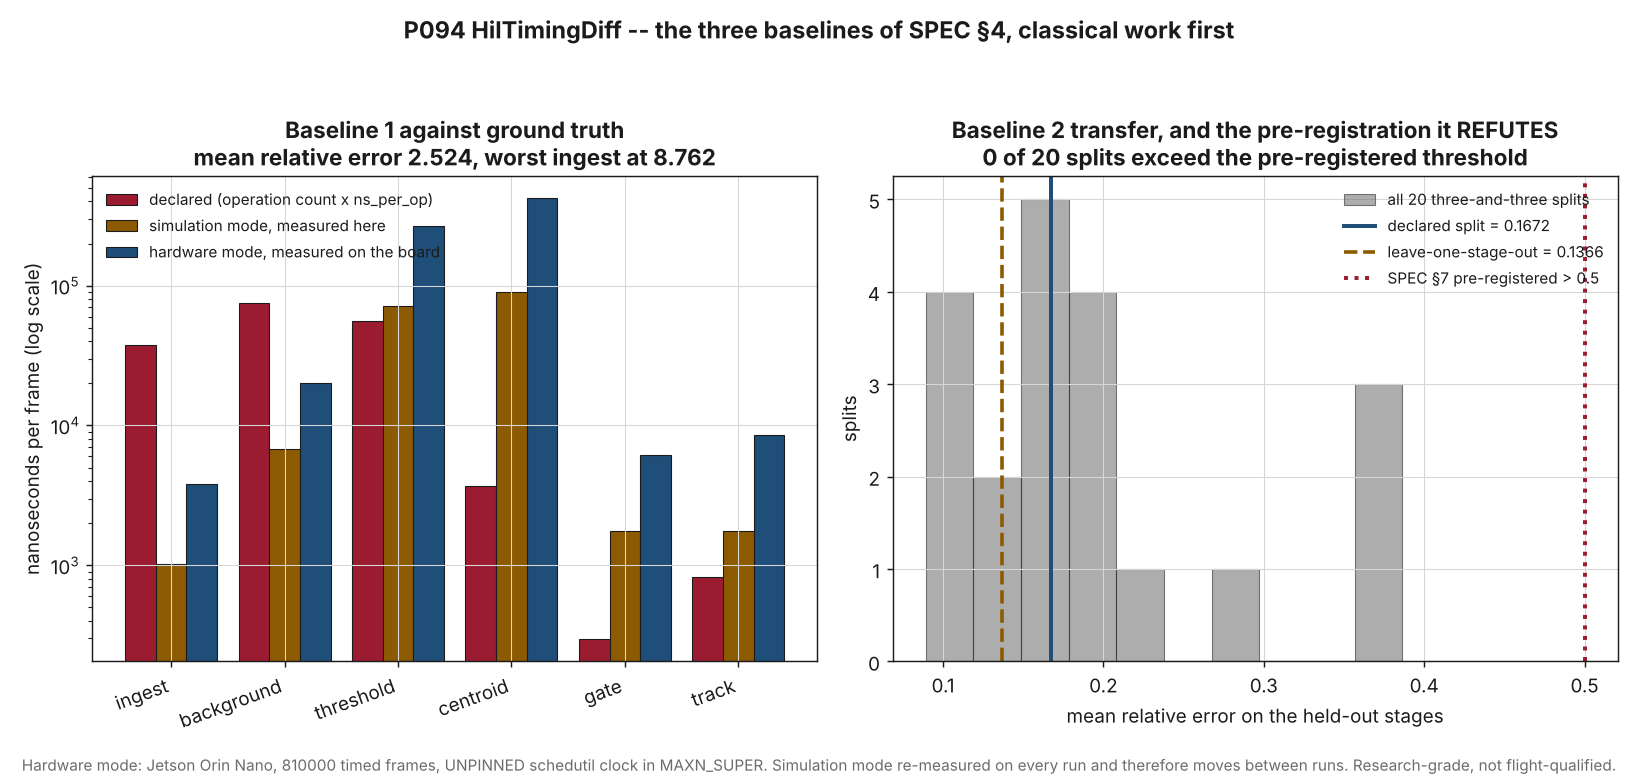 P094 HilTimingDiff -- the three baselines of SPEC §4, classical work first
Baseline 1 against ground truth
mean relative error 2.524, worst ingest at 8.762
nanoseconds per frame (log scale)
10^5
10^4
10^3
declared (operation count x ns_per_op)
simulation mode, measured here
hardware mode, measured on the board
ingest
background
threshold
centroid
gate
track
Baseline 2 transfer, and the pre-registration it REFUTES
0 of 20 splits exceed the pre-registered threshold
splits
5
4
3
2
1
0
all 20 three-and-three splits
declared split = 0.1672
leave-one-stage-out = 0.1366
SPEC §7 pre-registered > 0.5
0.1
0.2
0.3
0.4
0.5
mean relative error on the held-out stages
Hardware mode: Jetson Orin Nano, 810000 timed frames, UNPINNED schedutil clock in MAXN_SUPER. Simulation mode re-measured on every run and therefore moves between runs. Research-grade, not flight-qualified.